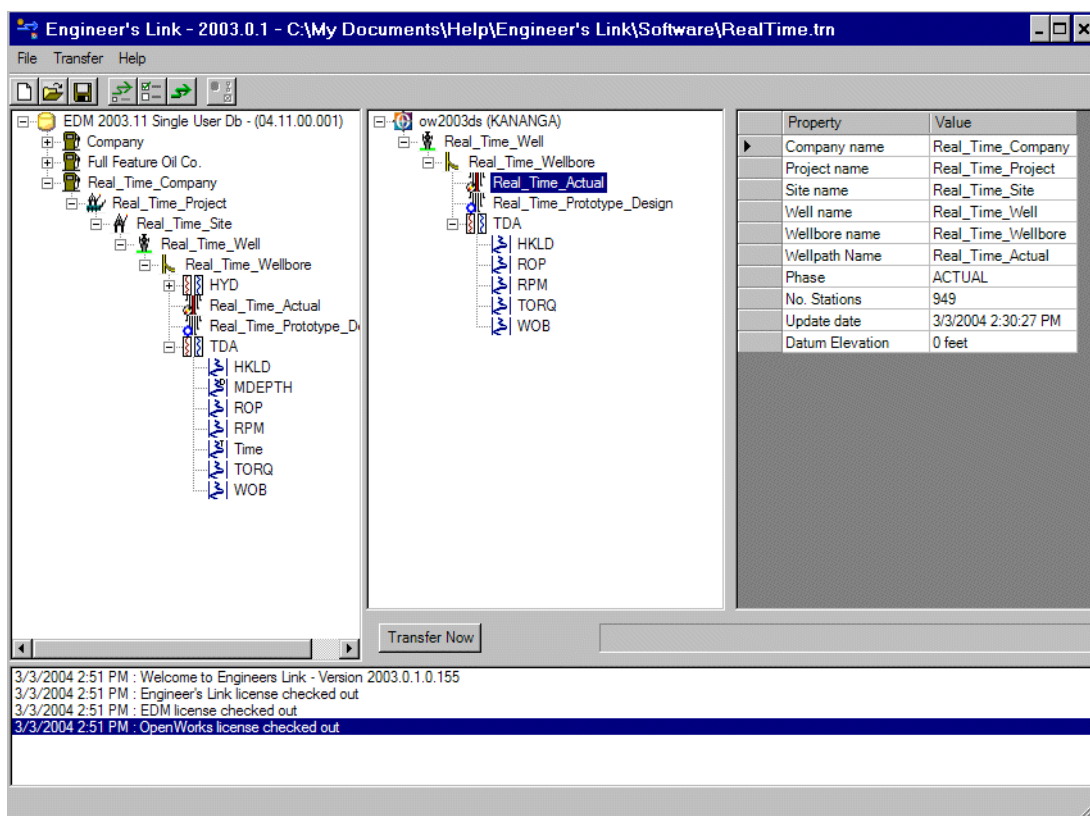 Engineer's Link - 2003.0.1 - C:\My Documents\Help\Engineer's Link\Software\RealTime.trn
File Transfer Help
EDM 2003.11 Single User Db - (04.11.00.001)
Company
Full Feature Oil Co.
Real_Time_Company
Real_Time_Project
Real_Time_Site
Real_Time_Well
Real_Time_Wellbore
HYD
Real_Time_Actual
Real_Time_Prototype_De
TDA
HKLD
MDEPTH
ROP
RPM
Time
TORQ
WOB
ow2003ds (KANANGA)
Real_Time_Well
Real_Time_Wellbore
Real_Time_Actual
Real_Time_Prototype_Design
TDA
HKLD
ROP
RPM
TORQ
WOB
Property Value
Company name Real_Time_Company
Project name Real_Time_Project
Site name Real_Time_Site
Well name Real_Time_Well
Wellbore name Real_Time_Wellbore
Wellpath Name Real_Time_Actual
Phase ACTUAL
No. Stations 949
Update date 3/3/2004 2:30:27 PM
Datum Elevation 0 feet
Transfer Now
3/3/2004 2:51 PM : Welcome to Engineers Link - Version 2003.0.1.0.155
3/3/2004 2:51 PM : Engineer's Link license checked out
3/3/2004 2:51 PM : EDM license checked out
3/3/2004 2:51 PM : OpenWorks license checked out